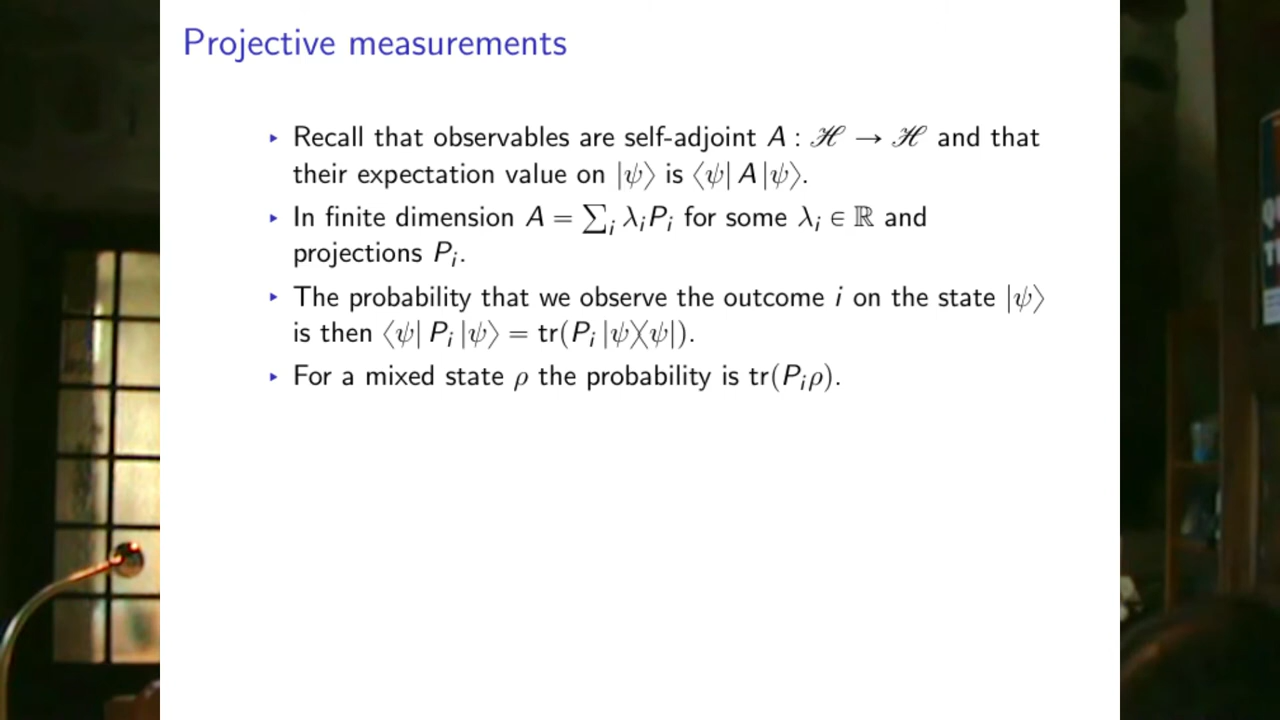 Projective measurements
▸ Recall that observables are self-adjoint A : ℋ → ℋ and that
their expectation value on |ψ⟩ is ⟨ψ| A |ψ⟩.
▸ In finite dimension A = ∑ᵢ λᵢPᵢ for some λᵢ ∈ ℝ and
projections Pᵢ.
▸ The probability that we observe the outcome i on the state |ψ⟩
is then ⟨ψ| Pᵢ |ψ⟩ = tr(Pᵢ |ψ⟩⟨ψ|).
▸ For a mixed state ρ the probability is tr(Pᵢρ).